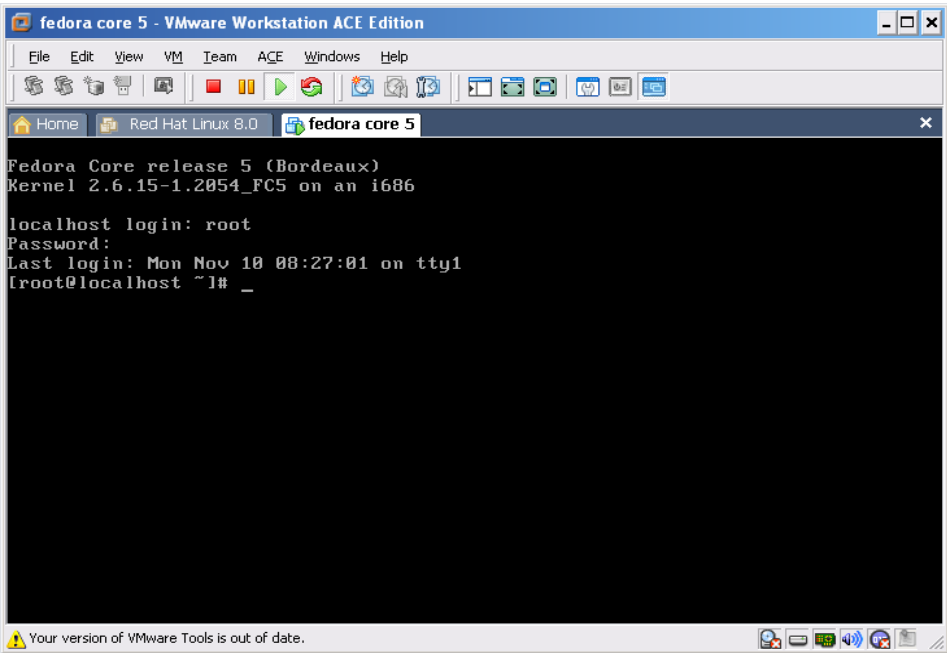 fedora core 5 - VMware Workstation ACE Edition
File Edit View VM Team ACE Windows Help
Home Red Hat Linux 8.0 fedora core 5
Fedora Core release 5 (Bordeaux)
Kernel 2.6.15-1.2054_FC5 on an i686
localhost login: root
Password:
Last login: Mon Nov 10 08:27:01 on tty1
[root@localhost ~]# _
Your version of VMware Tools is out of date.